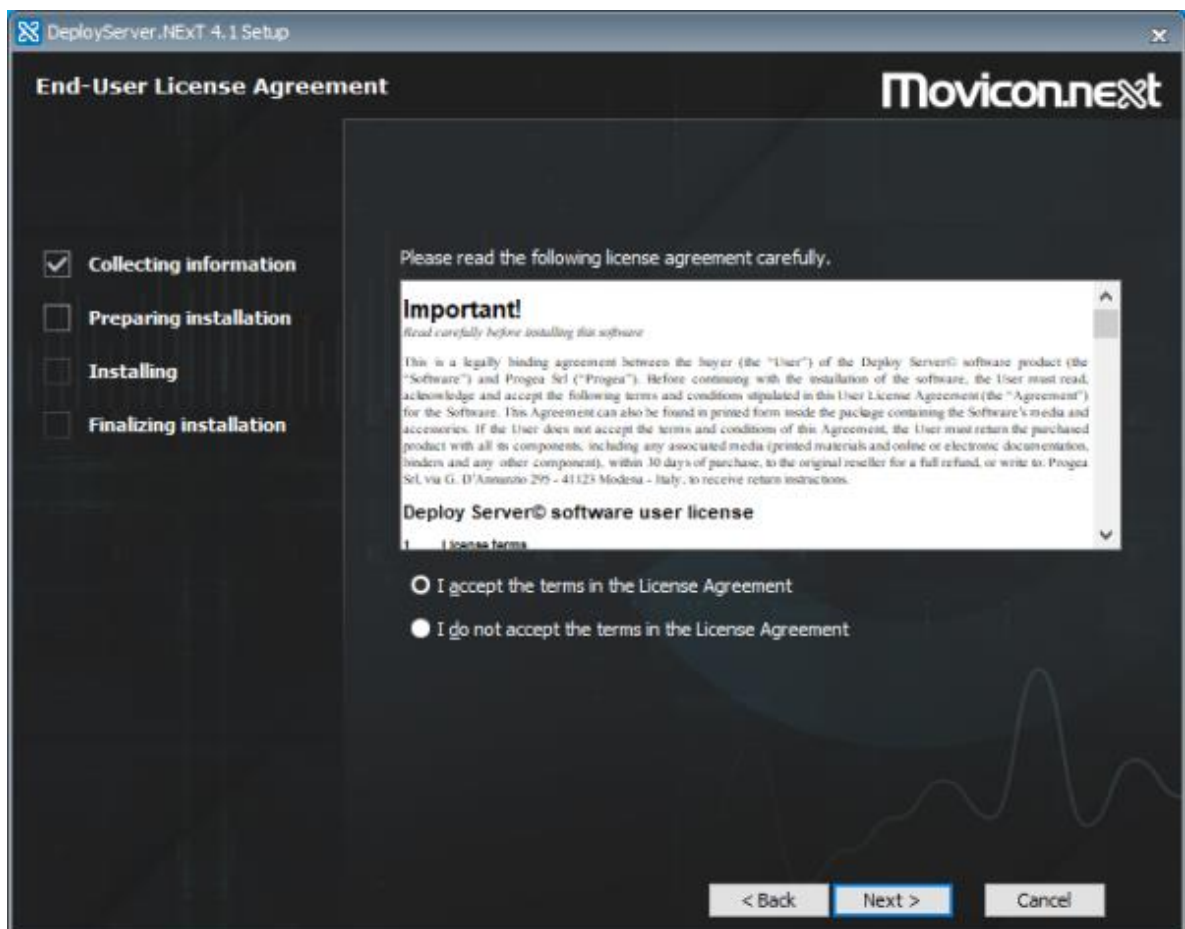 DeployServer.NExT 4.1 Setup
End-User License Agreement
Movicon.next
Collecting information
Preparing installation
Installing
Finalizing installation
Please read the following license agreement carefully.
Important!
Read carefully before installing this software
This is a legally binding agreement between the buyer (the “User”) of the Deploy Server© software product (the
“Software”) and Progea Srl (“Progea”). Before continuing with the installation of the software, the User must read,
acknowledge and accept the following terms and conditions stipulated in this User License Agreement (the “Agreement”)
for the Software. This Agreement can also be found in printed form inside the package containing the Software’s media and
accessories. If the User does not accept the terms and conditions of this Agreement, the User must return the purchased
product with all its components, including any associated media (printed materials and online or electronic documentation,
binders and any other component), within 30 days of purchase, to the original reseller for a full refund, or write to: Progea
Srl, via G. D’Annunzio 295 - 41123 Modena - Italy, to receive return instructions.
Deploy Server© software user license
1 License terms
I accept the terms in the License Agreement
I do not accept the terms in the License Agreement
< Back
Next >
Cancel